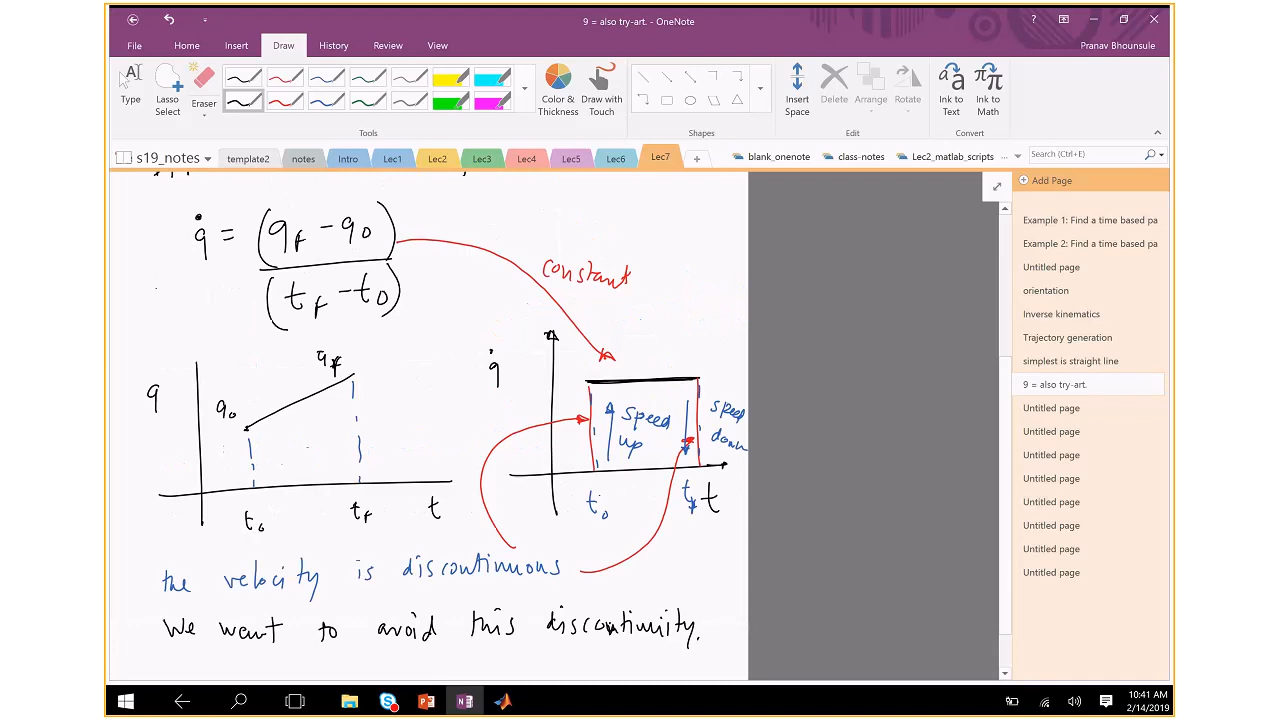 9 = also try-art. - OneNote
?
File Home Insert Draw History Review View
Pranav Bhounsule
Type
Lasso Select
Eraser
Color & Thickness
Draw with Touch
Insert Space
Delete
Arrange
Rotate
Ink to Text
Ink to Math
Tools
Shapes
Edit
Convert
s19_notes
template2 notes Intro Lec1 Lec2 Lec3 Lec4 Lec5 Lec6 Lec7 +
blank_onenote class-notes Lec2_matlab_scripts ...
Search (Ctrl+E)
Add Page
Example 1: Find a time based pa
Example 2: Find a time based pa
Untitled page
orientation
Inverse kinematics
Trajectory generation
simplest is straight line
9 = also try-art.
Untitled page
Untitled page
Untitled page
Untitled page
Untitled page
Untitled page
Untitled page
Untitled page
q̇ = (qf - q0)
(tf - t0)
constant
q
q0
qf
t0
tf
t
q̇
speed up
speed down
t0
tf
t
the velocity is discontinuous
We want to avoid this discontinuity.
10:41 AM
2/14/2019